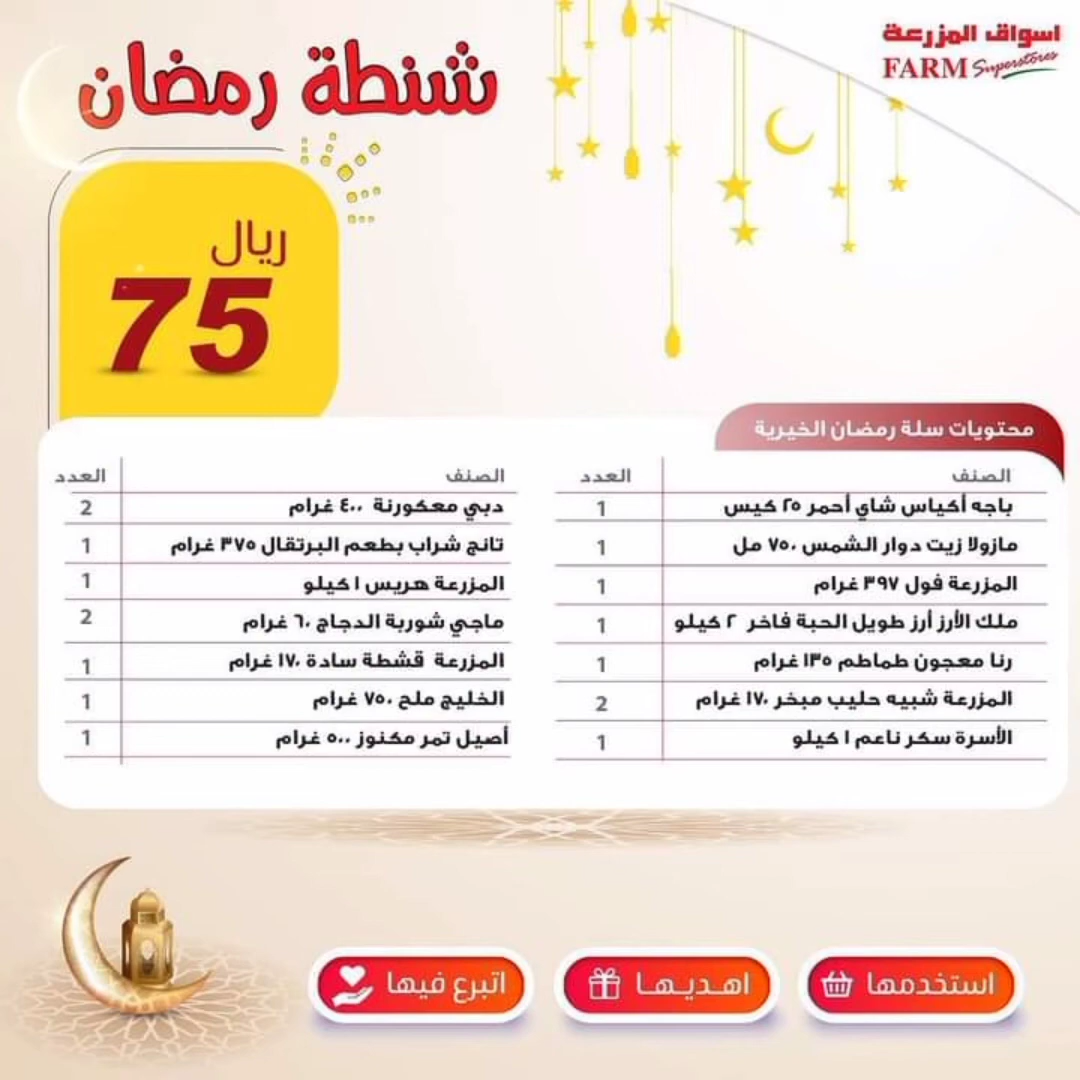 اسواق المزرعة
FARM Superstores
شنطة رمضان
ريال
75
محتويات سلة رمضان الخيرية
الصنف العدد
باجه أكياس شاي أحمر ٢٥ كيس 1
مازولا زيت دوار الشمس ٧٥٠ مل 1
المزرعة فول ٣٩٧ غرام 1
ملك الأرز أرز طويل الحبة فاخر ٢ كيلو 1
رنا معجون طماطم ١٣٥ غرام 1
المزرعة شبيه حليب مبخر ١٧٠ غرام 2
الأسرة سكر ناعم ١ كيلو 1
الصنف العدد
دبي معكورنة ٤٠٠ غرام 2
تانج شراب بطعم البرتقال ٣٧٥ غرام 1
المزرعة هريس ١ كيلو 1
ماجي شوربة الدجاج ٦٠ غرام 2
المزرعة قشطة سادة ١٧٠ غرام 1
الخليج ملح ٧٥٠ غرام 1
أصيل تمر مكنوز ٥٠٠ غرام 1
استخدمها
اهديها
اتبرع فيها